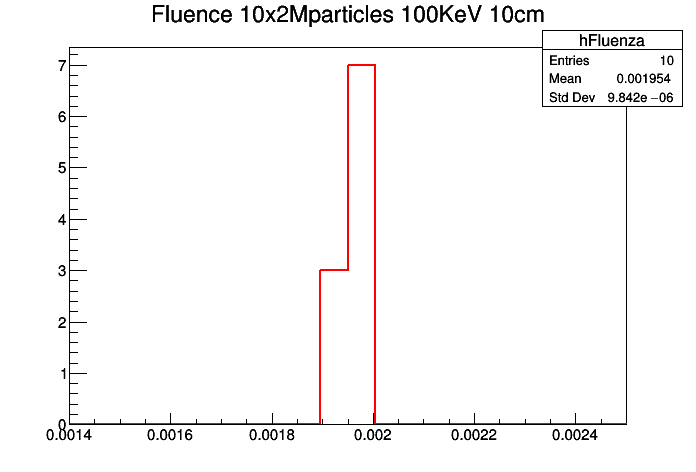 Fluence 10x2Mparticles 100KeV 10cm
hFluenza
Entries 10
Mean 0.001954
Std Dev 9.842e −06
7
6
5
4
3
2
1
0
0.0014 0.0016 0.0018 0.002 0.0022 0.0024